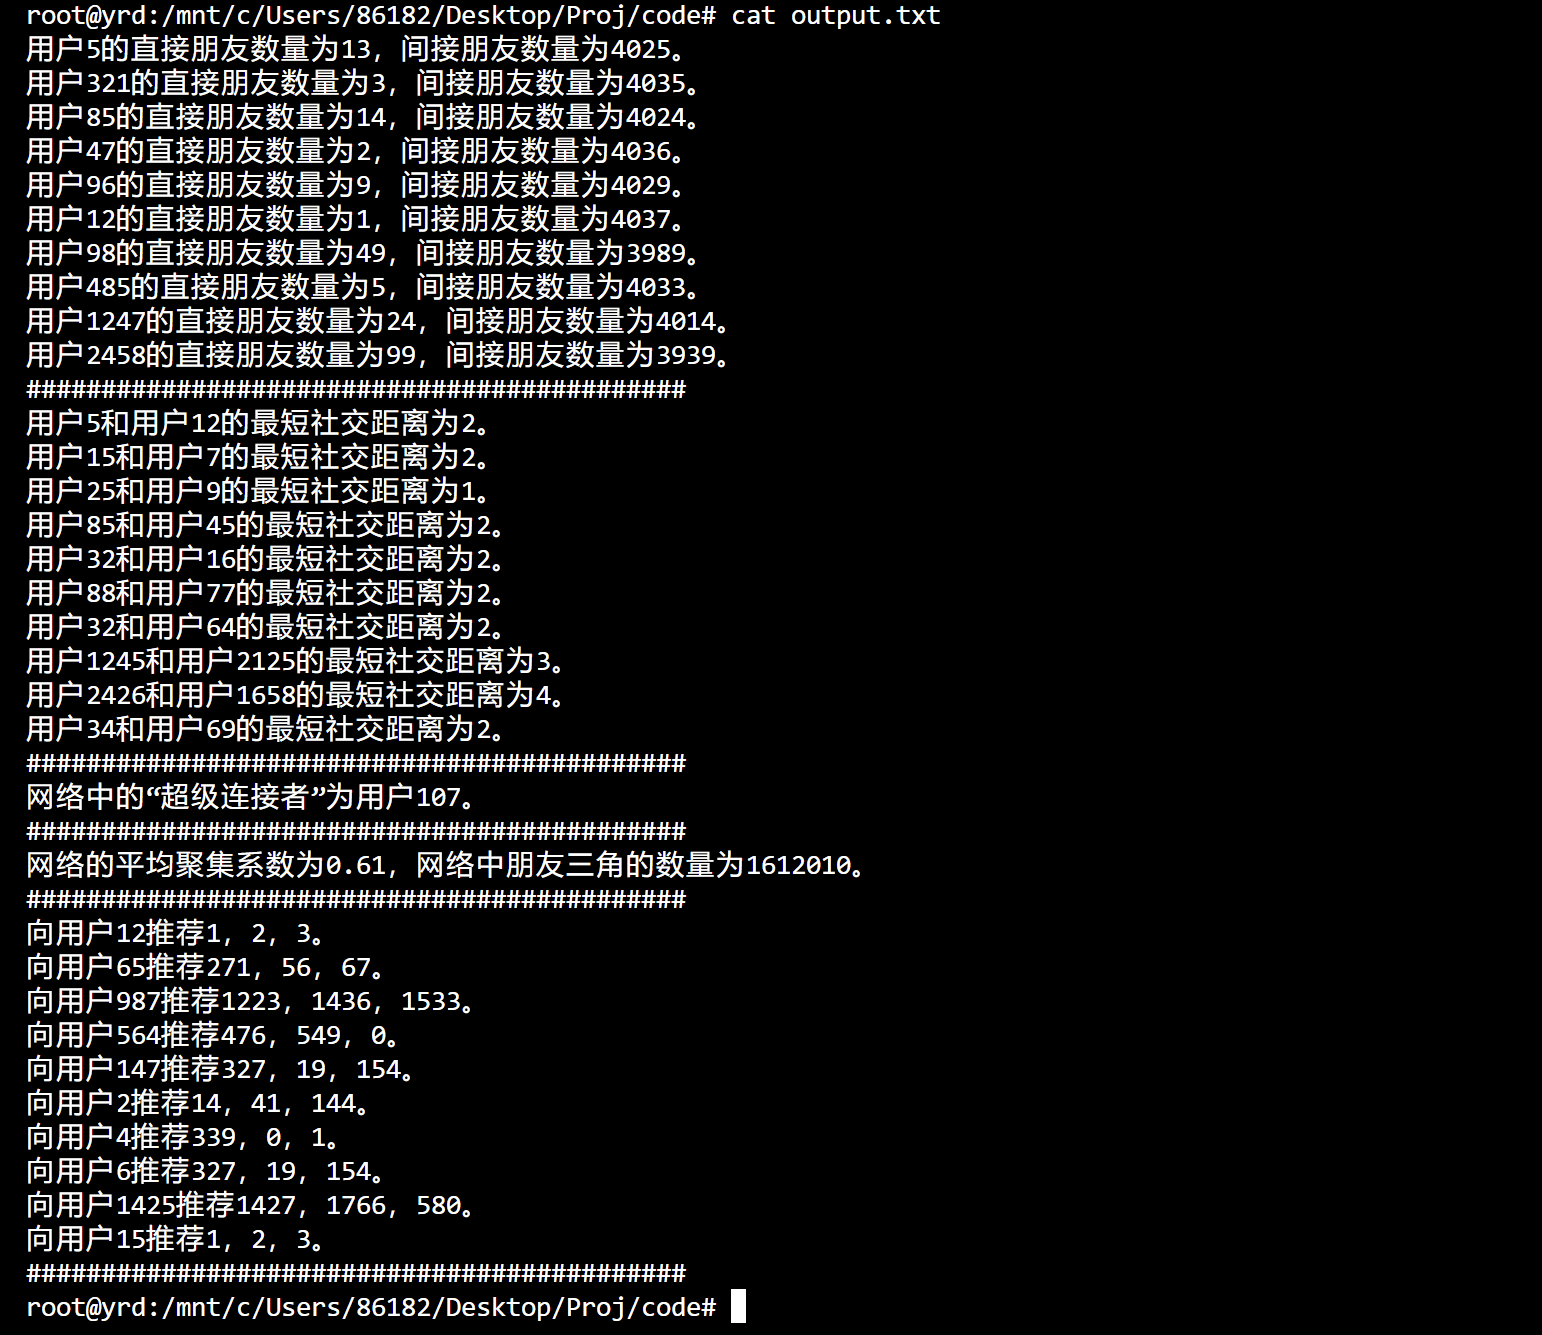 root@yrd:/mnt/c/Users/86182/Desktop/Proj/code# cat output.txt
用户5的直接朋友数量为13，间接朋友数量为4025。
用户321的直接朋友数量为3，间接朋友数量为4035。
用户85的直接朋友数量为14，间接朋友数量为4024。
用户47的直接朋友数量为2，间接朋友数量为4036。
用户96的直接朋友数量为9，间接朋友数量为4029。
用户12的直接朋友数量为1，间接朋友数量为4037。
用户98的直接朋友数量为49，间接朋友数量为3989。
用户485的直接朋友数量为5，间接朋友数量为4033。
用户1247的直接朋友数量为24，间接朋友数量为4014。
用户2458的直接朋友数量为99，间接朋友数量为3939。
############################################
用户5和用户12的最短社交距离为2。
用户15和用户7的最短社交距离为2。
用户25和用户9的最短社交距离为1。
用户85和用户45的最短社交距离为2。
用户32和用户16的最短社交距离为2。
用户88和用户77的最短社交距离为2。
用户32和用户64的最短社交距离为2。
用户1245和用户2125的最短社交距离为3。
用户2426和用户1658的最短社交距离为4。
用户34和用户69的最短社交距离为2。
############################################
网络中的“超级连接者”为用户107。
############################################
网络的平均聚集系数为0.61，网络中朋友三角的数量为1612010。
############################################
向用户12推荐1，2，3。
向用户65推荐271，56，67。
向用户987推荐1223，1436，1533。
向用户564推荐476，549，0。
向用户147推荐327，19，154。
向用户2推荐14，41，144。
向用户4推荐339，0，1。
向用户6推荐327，19，154。
向用户1425推荐1427，1766，580。
向用户15推荐1，2，3。
############################################
root@yrd:/mnt/c/Users/86182/Desktop/Proj/code#